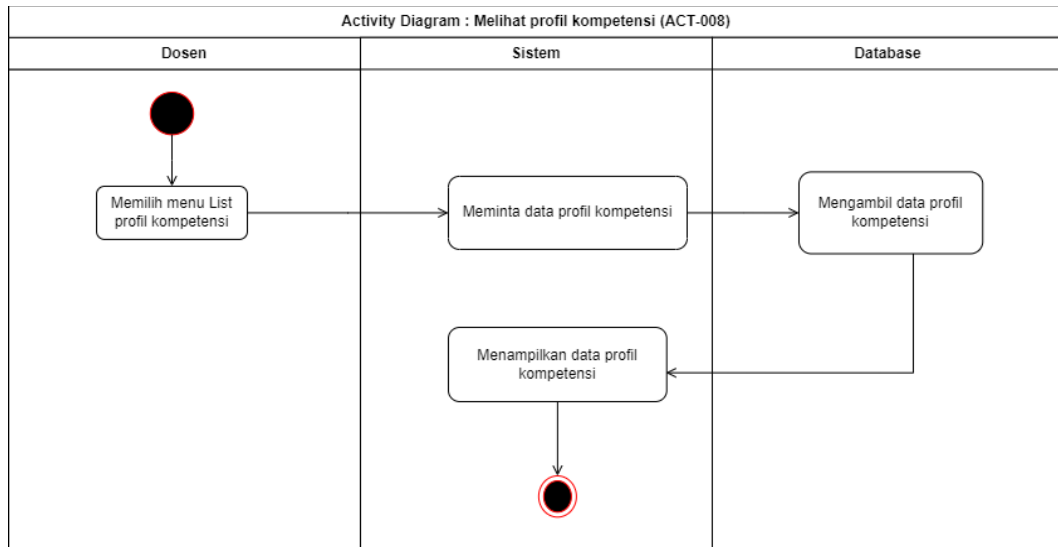 Activity Diagram : Melihat profil kompetensi (ACT-008)
Dosen
Sistem
Database
Memilih menu List
profil kompetensi
Meminta data profil kompetensi
Mengambil data profil
kompetensi
Menampilkan data profil
kompetensi